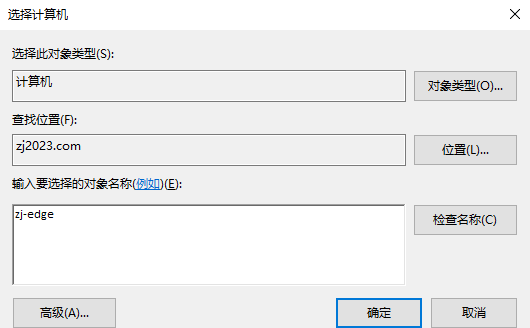 选择计算机
选择此对象类型(S):
计算机
对象类型(O)...
查找位置(F):
zj2023.com
位置(L)...
输入要选择的对象名称(例如)(E):
zj-edge
检查名称(C)
高级(A)...
确定
取消